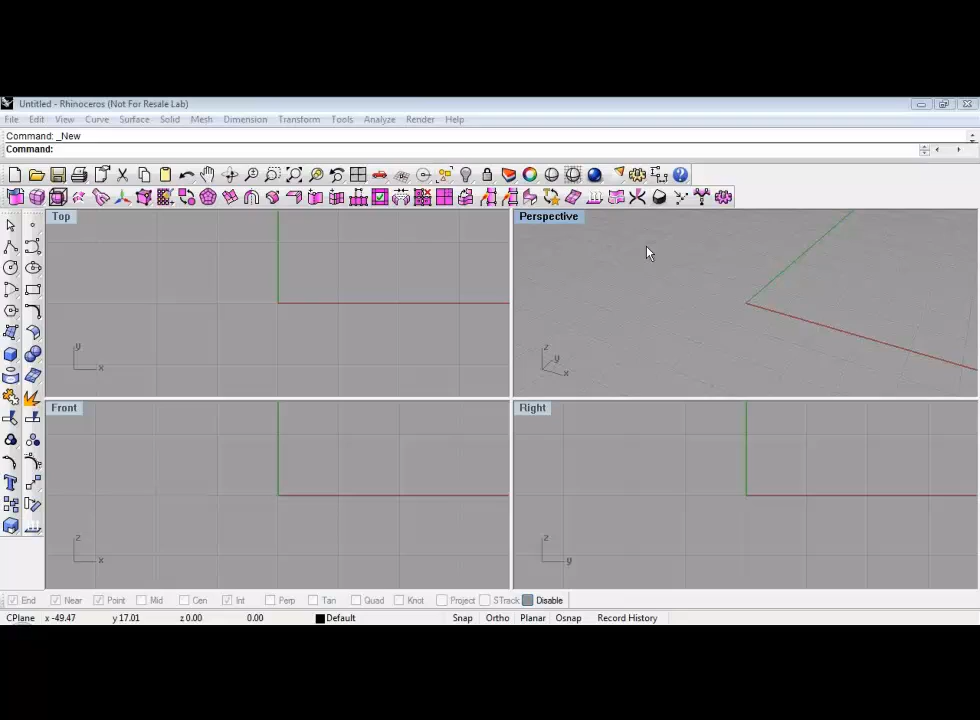 Untitled - Rhinoceros (Not For Resale Lab)
File Edit View Curve Surface Solid Mesh Dimension Transform Tools Analyze Render Help
Command: _New
Command:
Top
Perspective
y
x
z
y
x
Front
Right
z
x
z
y
End Near Point Mid Cen Int Perp Tan Quad Knot Project STrack Disable
CPlane x -49.47 y 17.01 z 0.00 0.00 Default Snap Ortho Planar Osnap Record History